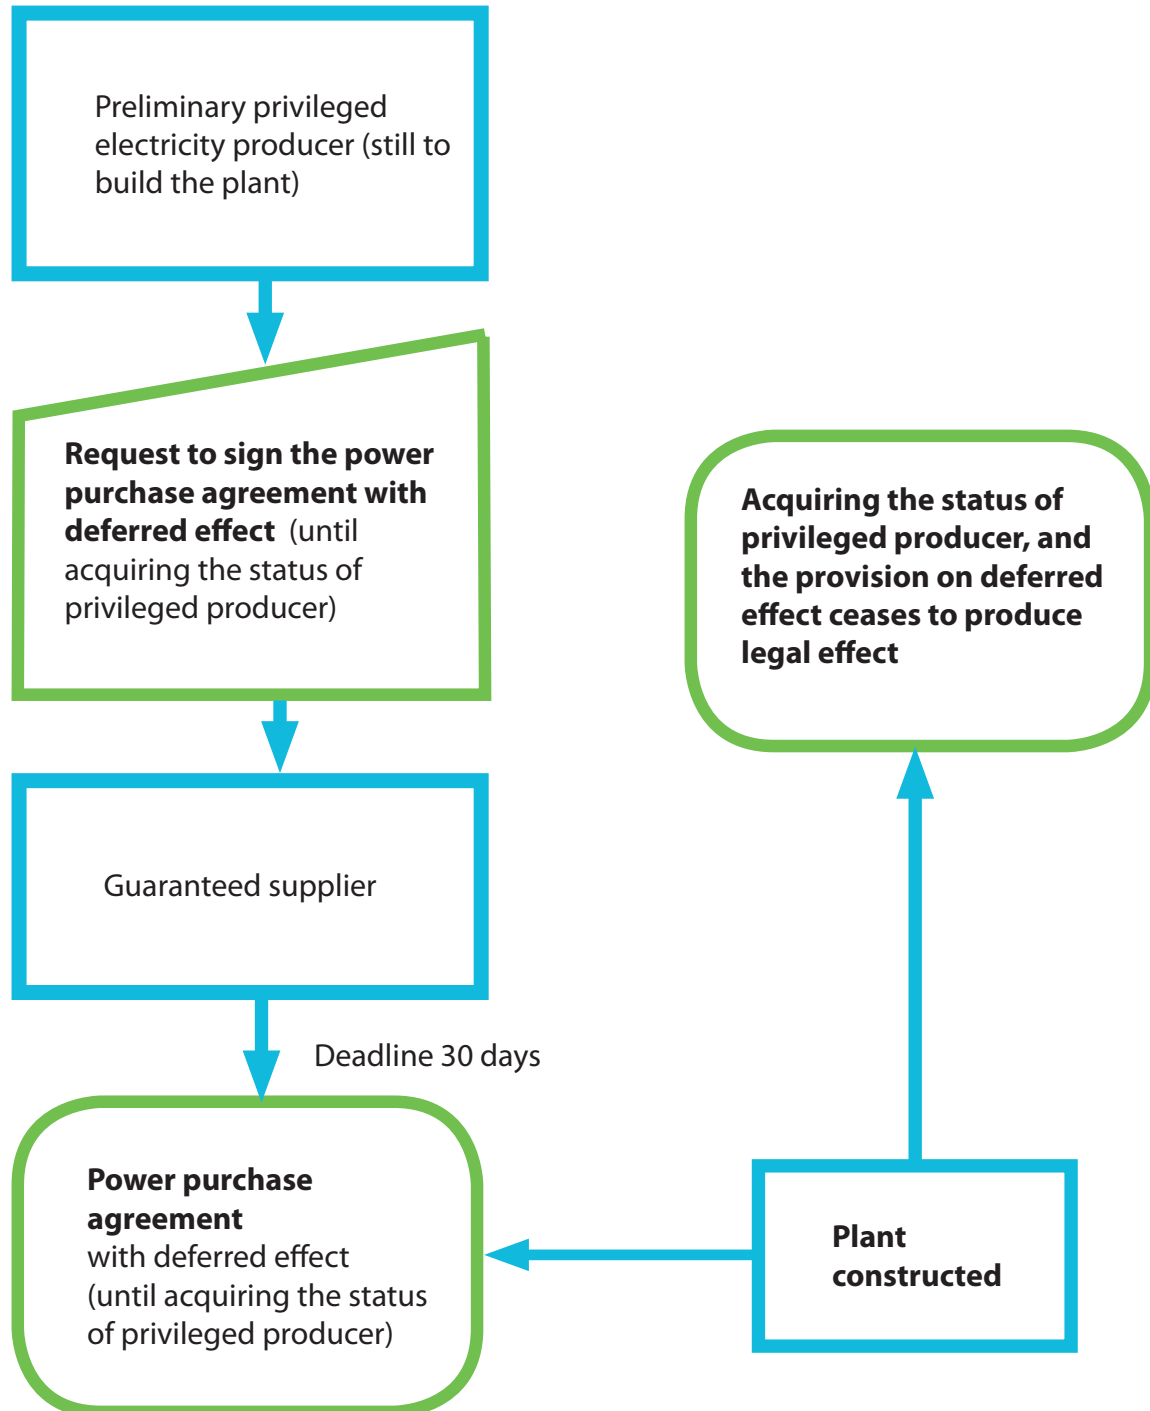 Preliminary privileged
electricity producer (still to
build the plant)
Request to sign the power
purchase agreement with
deferred effect (until
acquiring the status of
privileged producer)
Guaranteed supplier
Deadline 30 days
Power purchase
agreement
with deferred effect
(until acquiring the status
of privileged producer)
Acquiring the status of
privileged producer, and
the provision on deferred
effect ceases to produce
legal effect
Plant
constructed